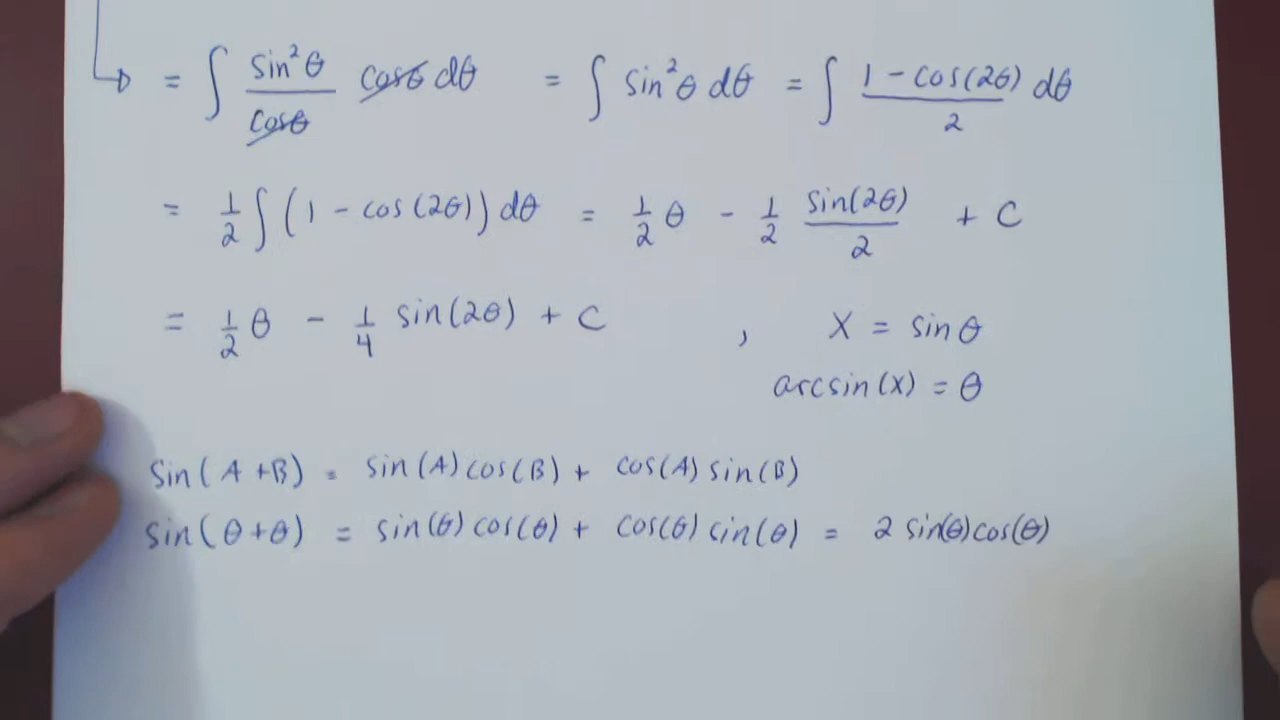 = ∫ sin²θ/cosθ cosθ dθ = ∫ sin²θ dθ = ∫ (1 - cos(2θ))/2 dθ
= 1/2 ∫ (1 - cos(2θ)) dθ = 1/2 θ - 1/2 sin(2θ)/2 + C
= 1/2 θ - 1/4 sin(2θ) + C , x = sinθ
arcsin(x) = θ
sin(A+B) = sin(A)cos(B) + cos(A)sin(B)
sin(θ+θ) = sin(θ)cos(θ) + cos(θ)sin(θ) = 2 sin(θ)cos(θ)